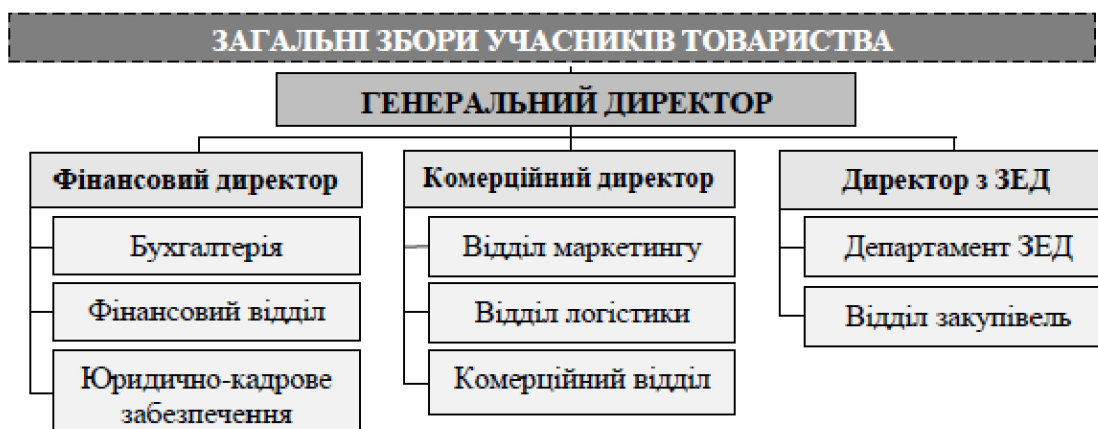 ЗАГАЛЬНІ ЗБОРИ УЧАСНИКІВ ТОВАРИСТВА
ГЕНЕРАЛЬНИЙ ДИРЕКТОР
Фінансовий директор
Бухгалтерія
Фінансовий відділ
Юридично-кадрове
забезпечення
Комерційний директор
Відділ маркетингу
Відділ логістики
Комерційний відділ
Директор з ЗЕД
Департамент ЗЕД
Відділ закупівель